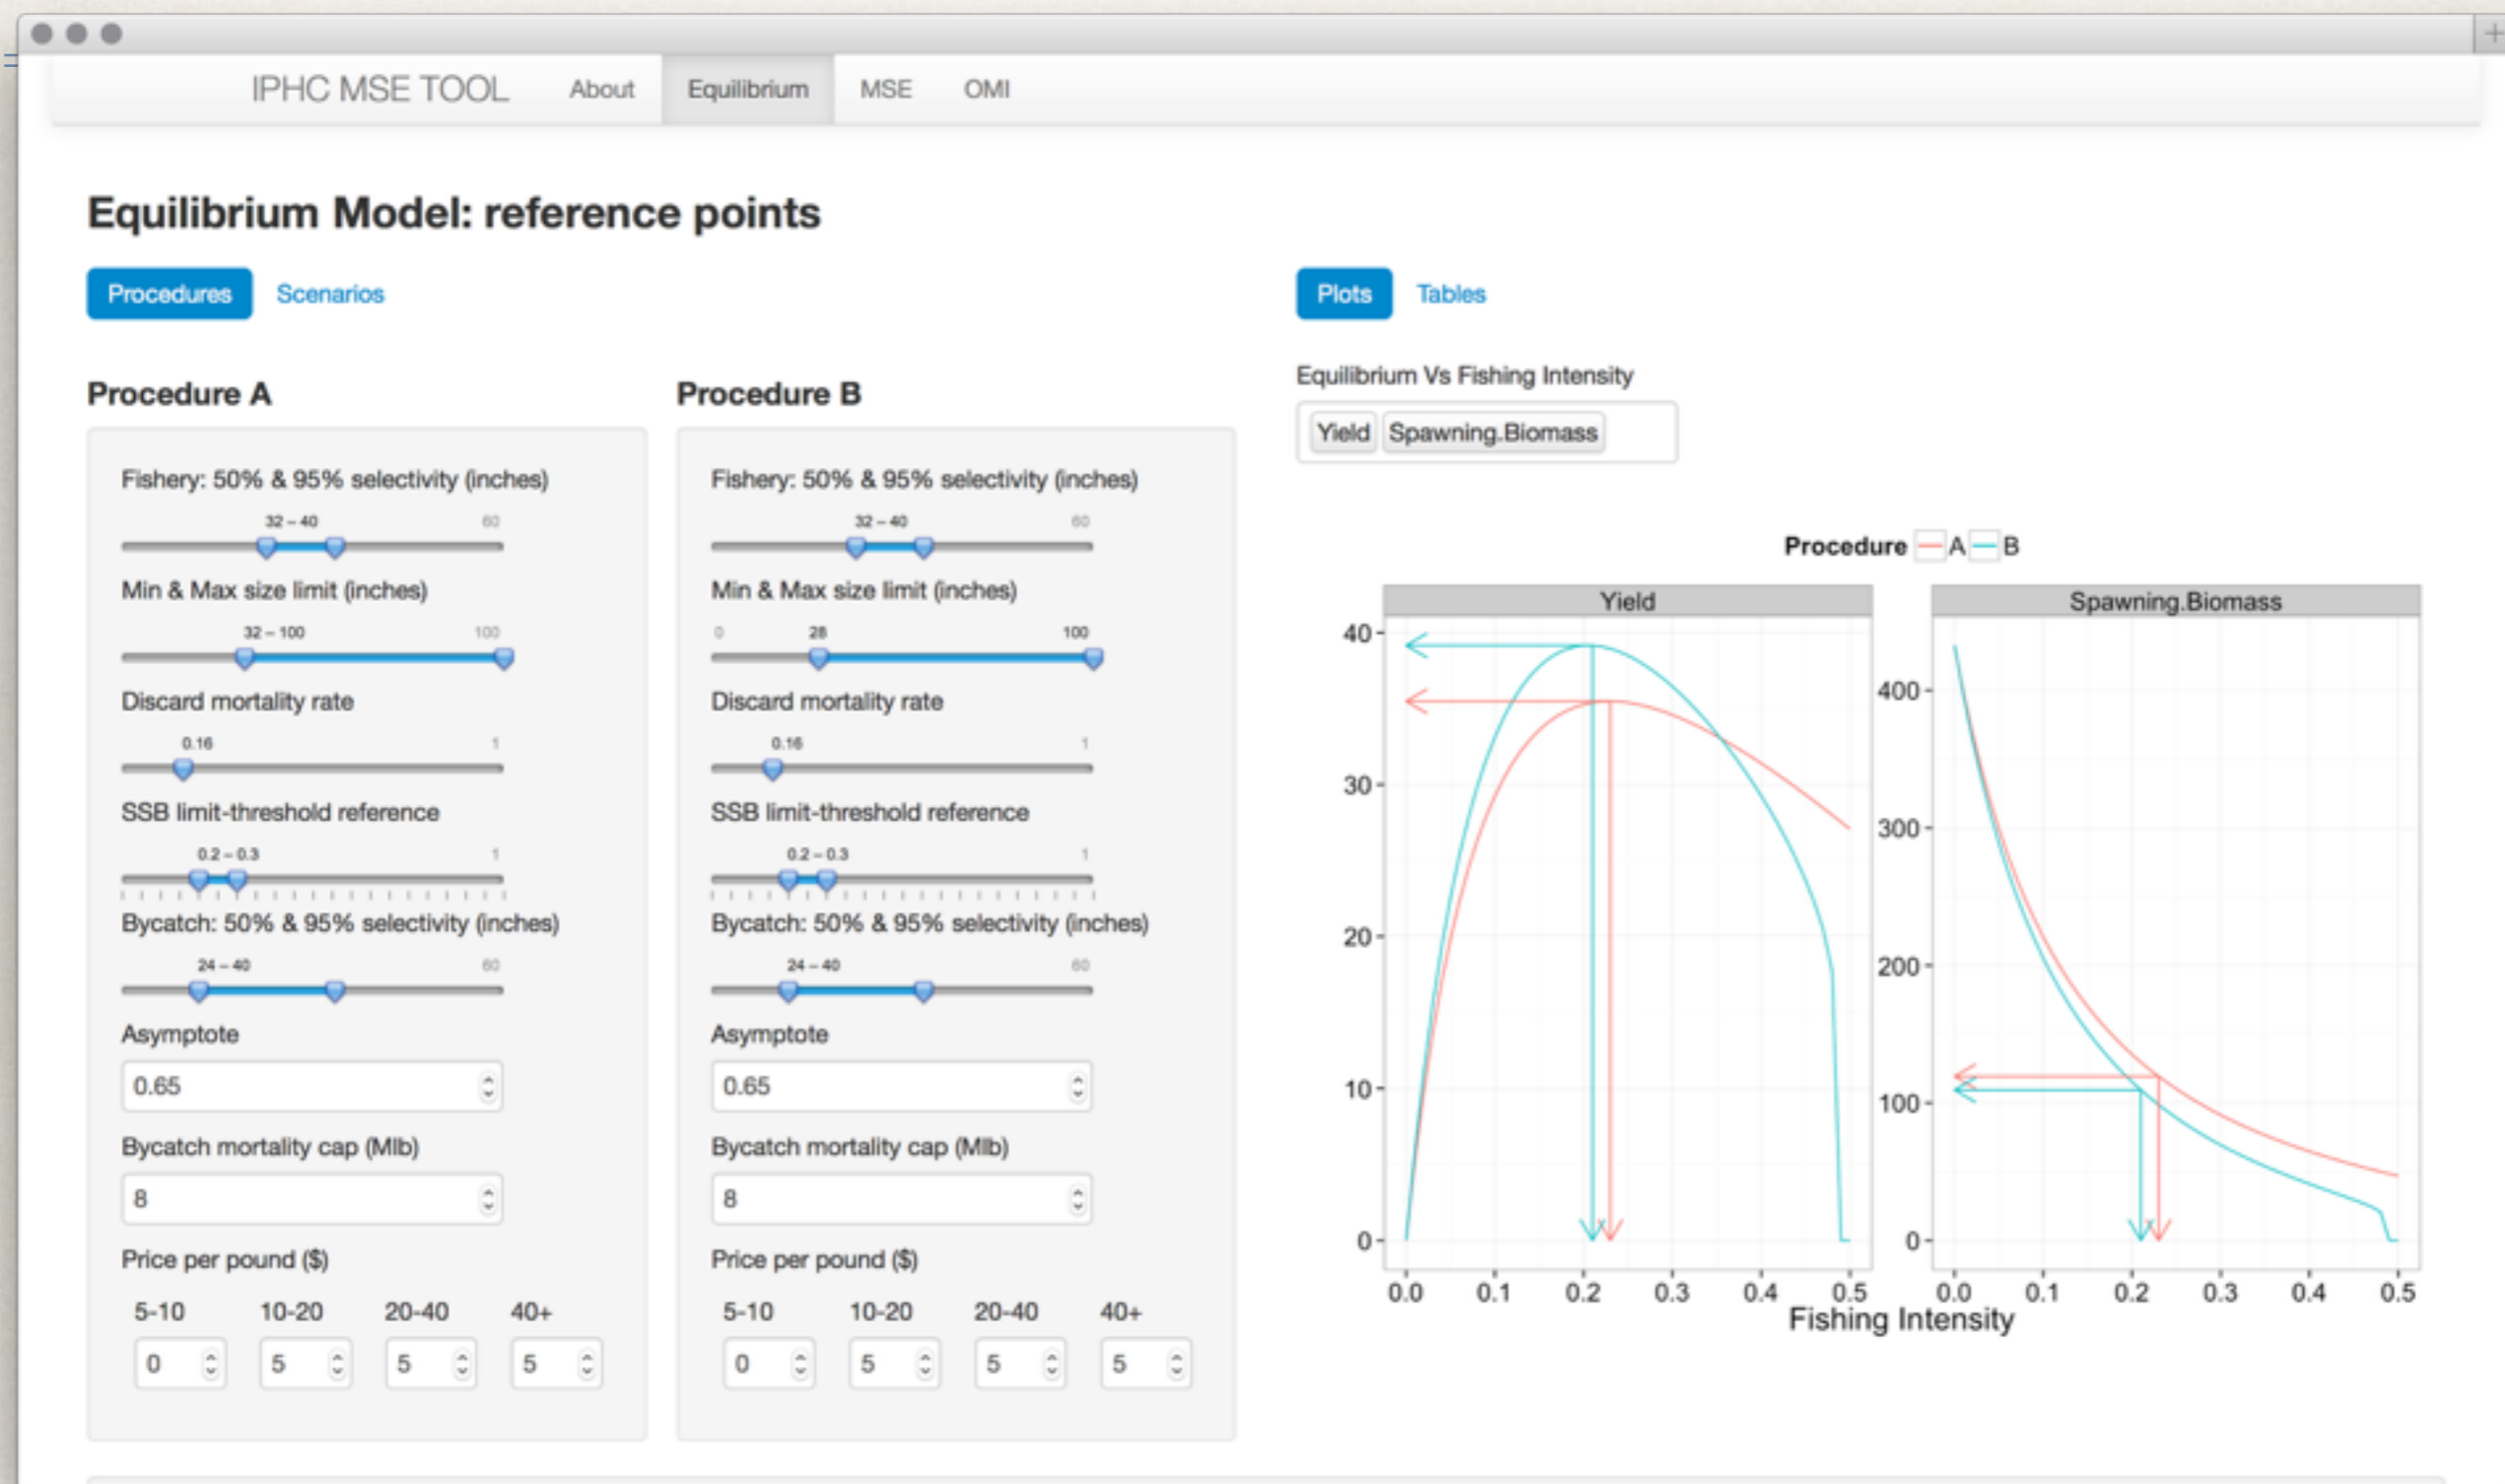 IPHC MSE TOOL About Equilibrium MSE OMI
Equilibrium Model: reference points
Procedures Scenarios
Procedure A
Fishery: 50% & 95% selectivity (inches)
32 – 40 60
Min & Max size limit (inches)
32 – 100 100
Discard mortality rate
0.16 1
SSB limit-threshold reference
0.2 – 0.3 1
Bycatch: 50% & 95% selectivity (inches)
24 – 40 60
Asymptote
0.65
Bycatch mortality cap (Mlb)
8
Price per pound ($)
5-10 10-20 20-40 40+
0 5 5 5
Procedure B
Fishery: 50% & 95% selectivity (inches)
32 – 40 60
Min & Max size limit (inches)
0 28 100
Discard mortality rate
0.16 1
SSB limit-threshold reference
0.2 – 0.3 1
Bycatch: 50% & 95% selectivity (inches)
24 – 40 60
Asymptote
0.65
Bycatch mortality cap (Mlb)
8
Price per pound ($)
5-10 10-20 20-40 40+
0 5 5 5
Plots Tables
Equilibrium Vs Fishing Intensity
Yield Spawning.Biomass
Procedure A B
Yield
40
30
20
10
0
0.0 0.1 0.2 0.3 0.4 0.5
Spawning.Biomass
400
300
200
100
0
0.0 0.1 0.2 0.3 0.4 0.5
Fishing Intensity